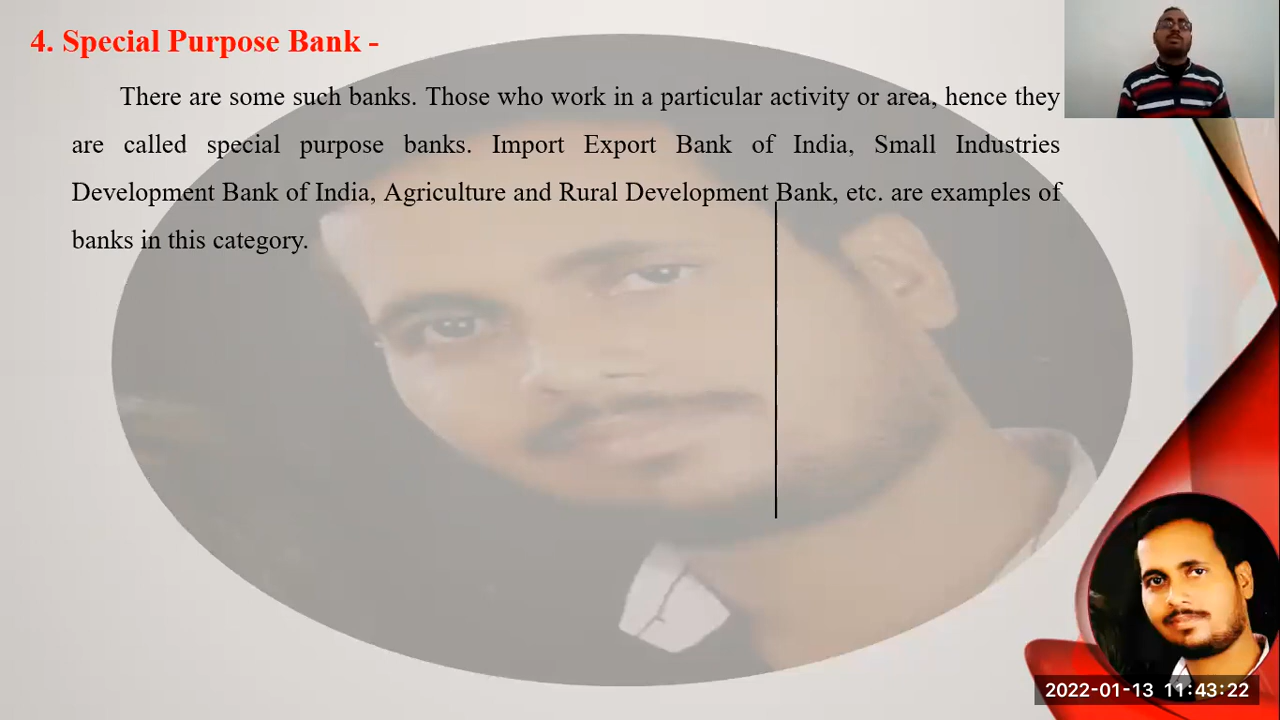 4. Special Purpose Bank -
There are some such banks. Those who work in a particular activity or area, hence they
are called special purpose banks. Import Export Bank of India, Small Industries
Development Bank of India, Agriculture and Rural Development Bank, etc. are examples of
banks in this category.
2022-01-13 11:43:22